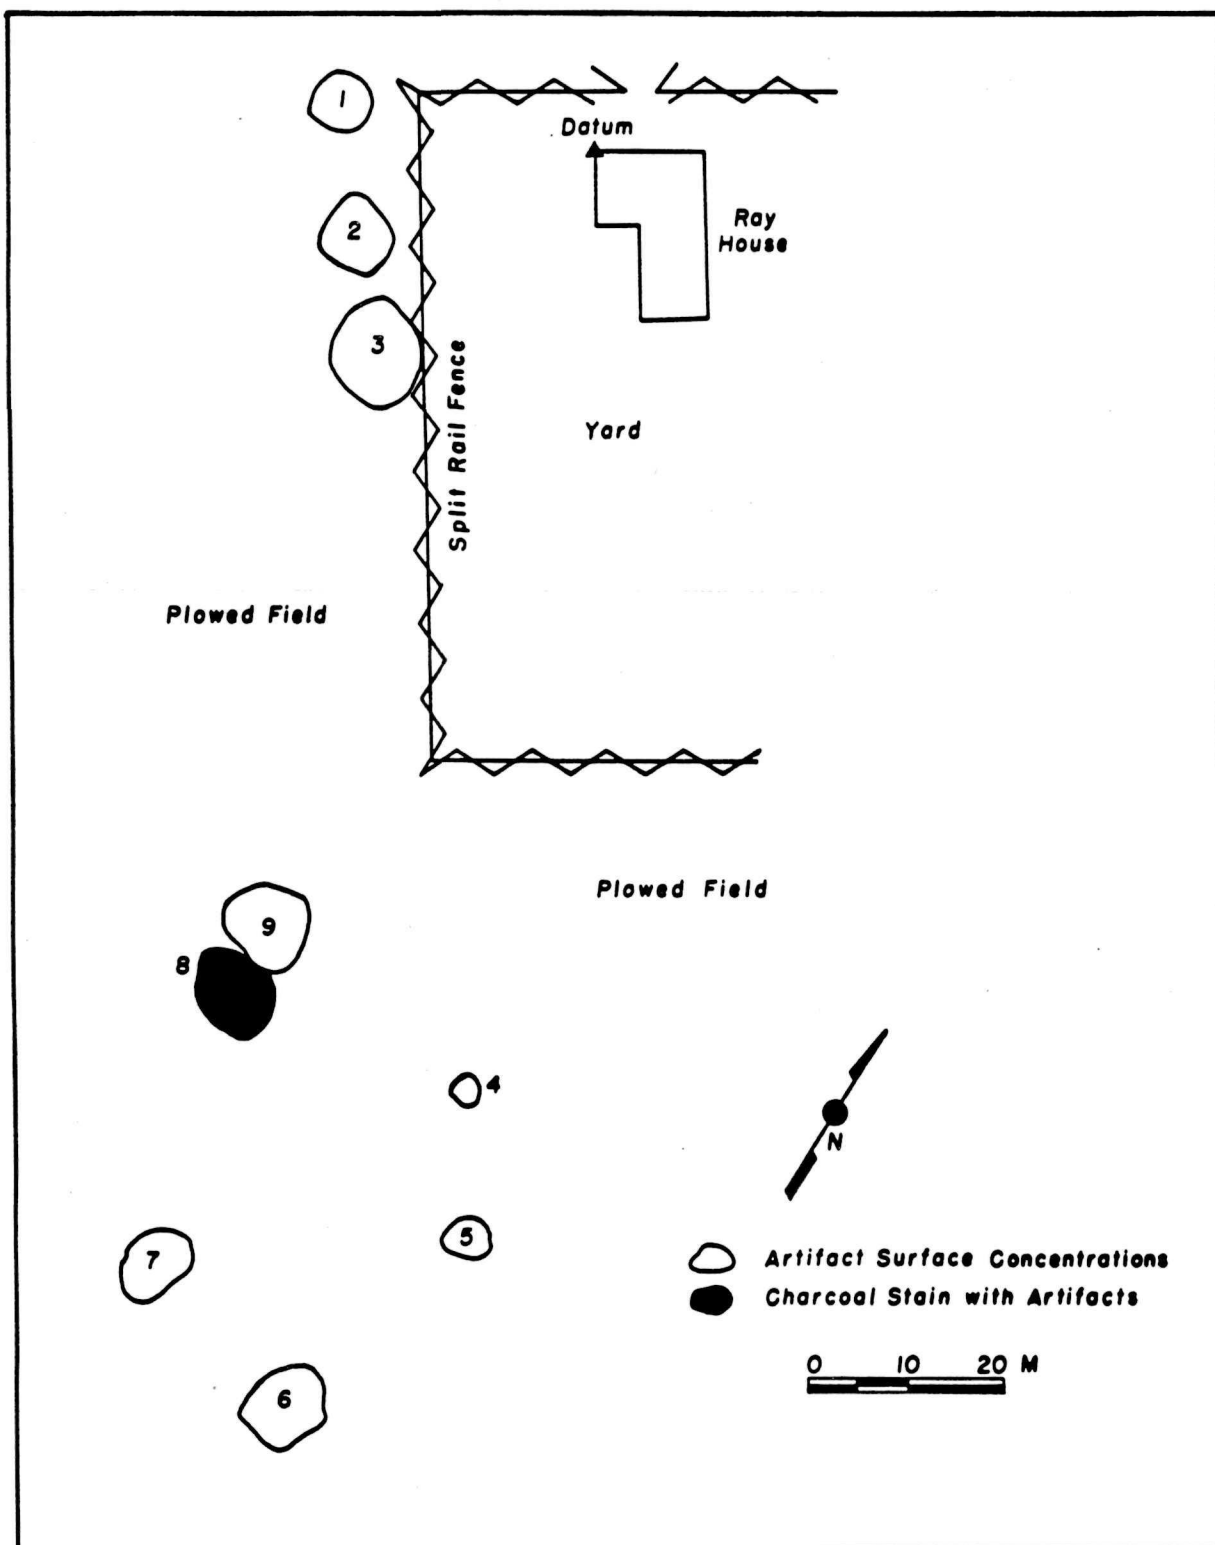 1
Datum
2
Ray
House
3
Split Rail Fence
Yard
Plowed Field
Plowed Field
9
8
4
N
5
7
Artifact Surface Concentrations
Charcoal Stain with Artifacts
0 10 20 M
6